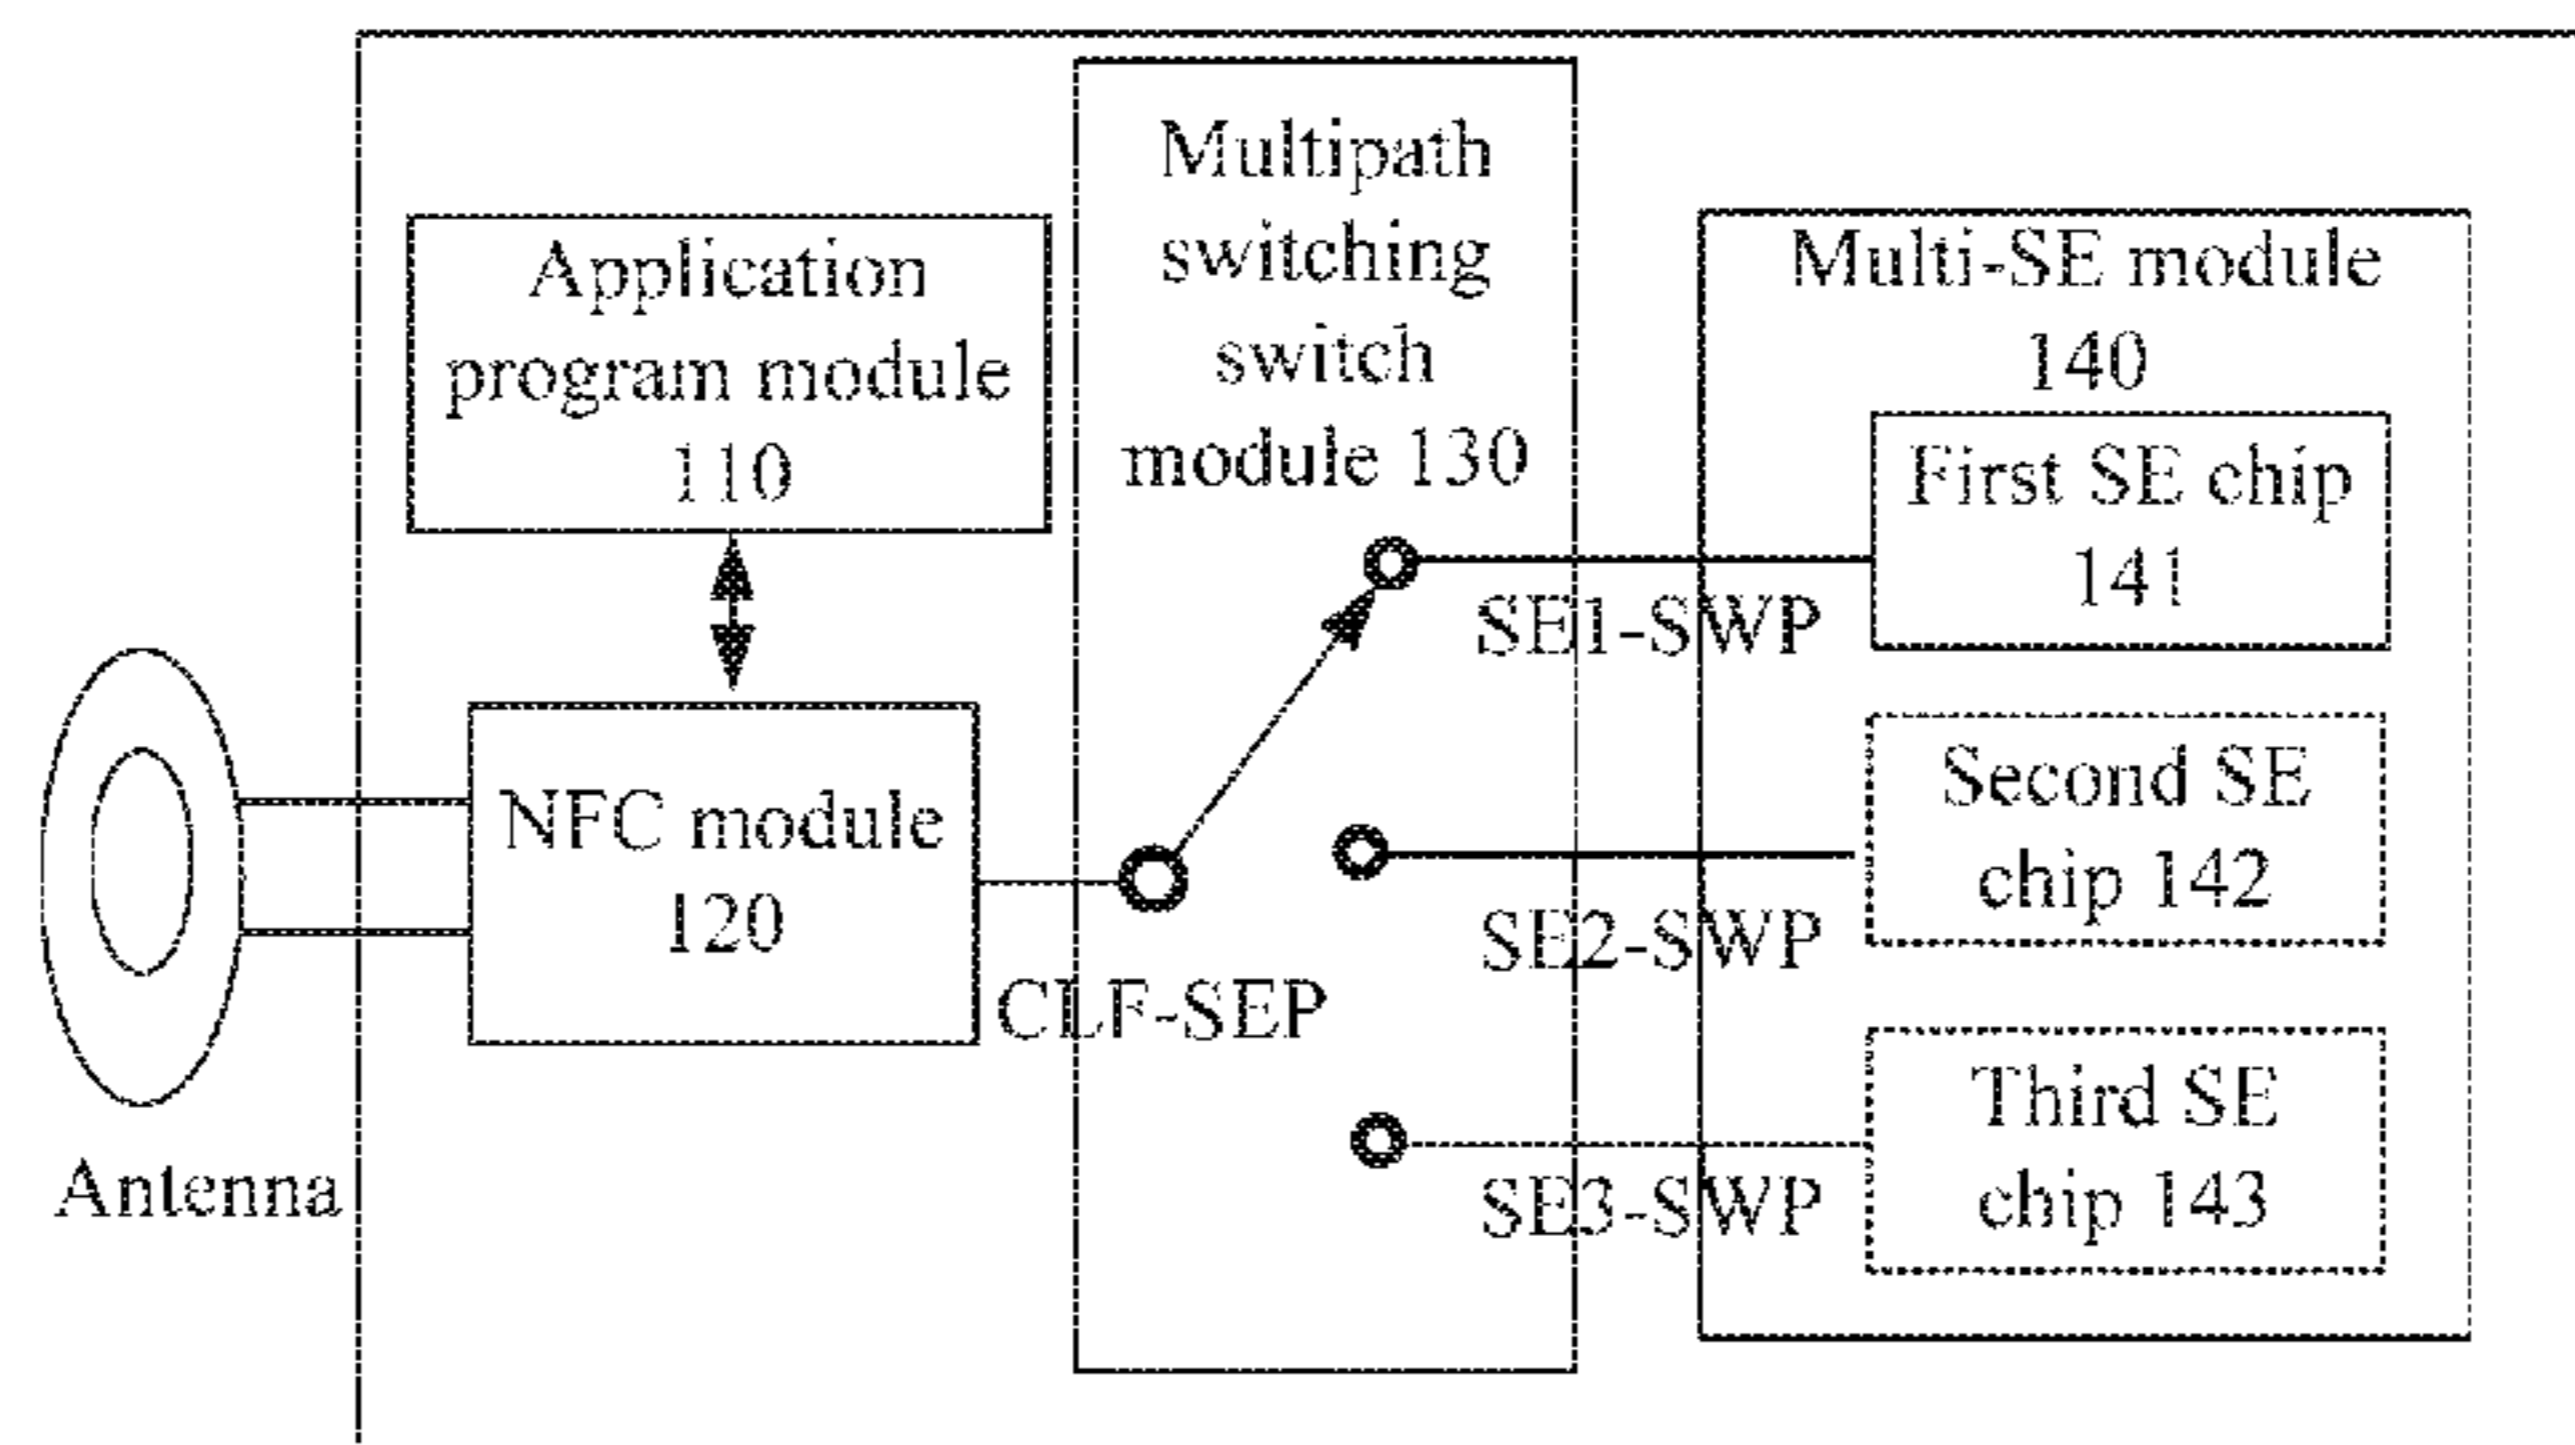 Multipath
switching
switch
module 130
Application
program module
110
Multi-SE module
140
First SE chip
141
SE1-SWP
Second SE
chip 142
NFC module
120
SE2-SWP
CLF-SEP
Third SE
chip 143
SE3-SWP
Antenna